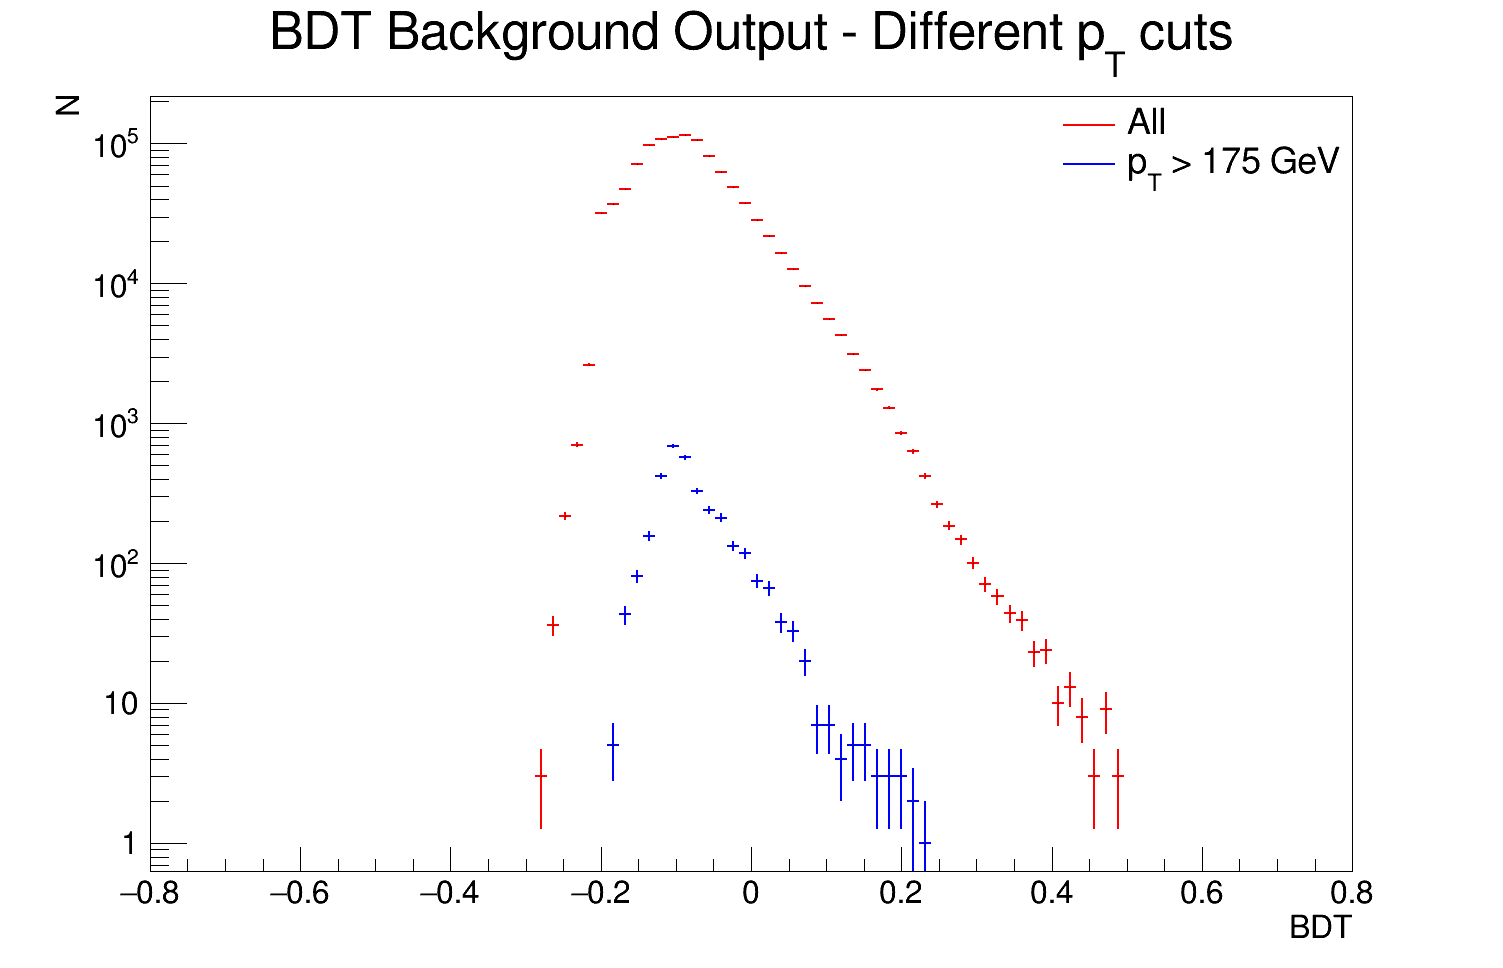 BDT Background Output - Different p_T cuts
N
All
p_T > 175 GeV
10^5
10^4
10^3
10^2
10
1
−0.8 −0.6 −0.4 −0.2 0 0.2 0.4 0.6 0.8
BDT